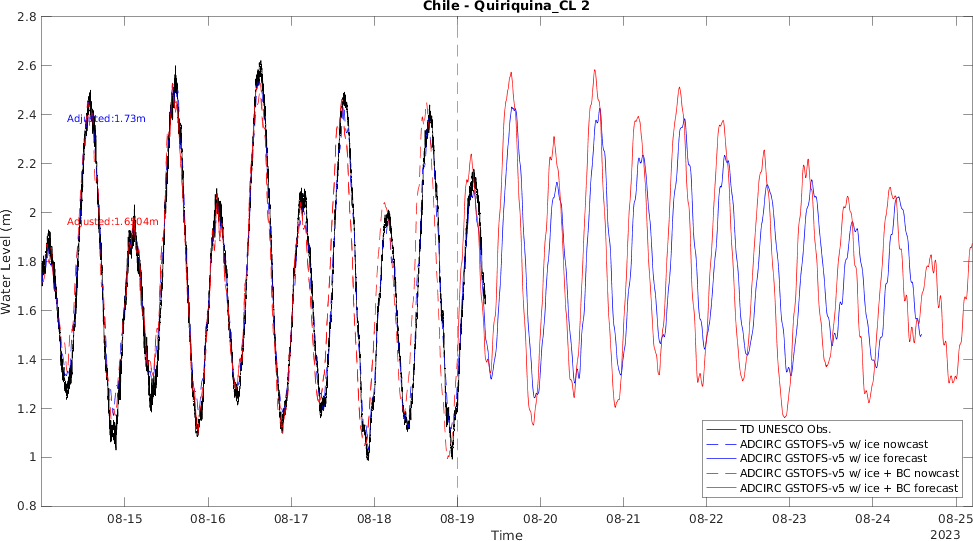 Chile - Quiriquina_CL 2
2.8
2.6
2.4
2.2
2
1.8
1.6
1.4
1.2
1
0.8
Water Level (m)
Adjusted:1.73m
Adjusted:1.6504m
TD UNESCO Obs.
ADCIRC GSTOFS-v5 w/ ice nowcast
ADCIRC GSTOFS-v5 w/ ice forecast
ADCIRC GSTOFS-v5 w/ ice + BC nowcast
ADCIRC GSTOFS-v5 w/ ice + BC forecast
08-15 08-16 08-17 08-18 08-19 08-20 08-21 08-22 08-23 08-24 08-25
Time
2023